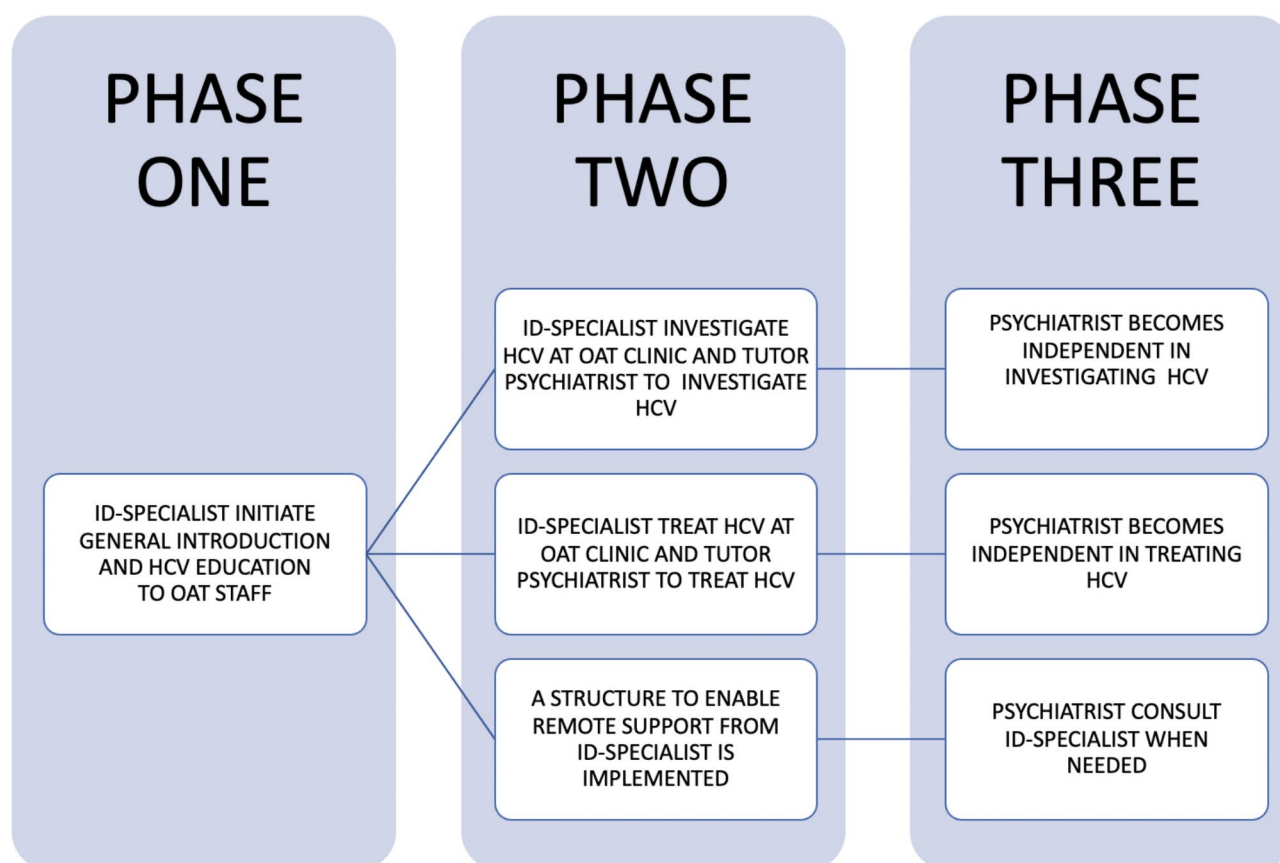 PHASE
ONE
ID-SPECIALIST INITIATE
GENERAL INTRODUCTION
AND HCV EDUCATION
TO OAT STAFF
PHASE
TWO
ID-SPECIALIST INVESTIGATE
HCV AT OAT CLINIC AND TUTOR
PSYCHIATRIST TO INVESTIGATE
HCV
ID-SPECIALIST TREAT HCV AT
OAT CLINIC AND TUTOR
PSYCHIATRIST TO TREAT HCV
A STRUCTURE TO ENABLE
REMOTE SUPPORT FROM
ID-SPECIALIST IS
IMPLEMENTED
PHASE
THREE
PSYCHIATRIST BECOMES
INDEPENDENT IN
INVESTIGATING HCV
PSYCHIATRIST BECOMES
INDEPENDENT IN TREATING
HCV
PSYCHIATRIST CONSULT
ID-SPECIALIST WHEN
NEEDED